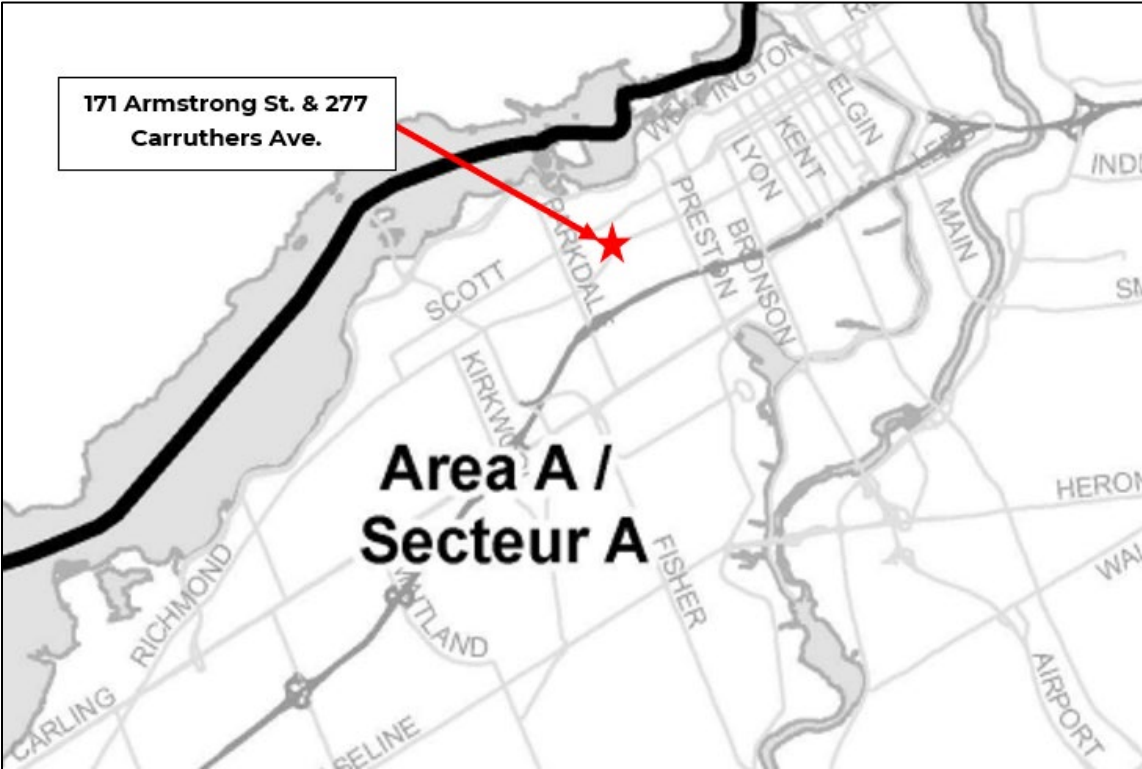 171 Armstrong St. & 277
Carruthers Ave.
WELLINGTON
ELGIN
KENT
LYON
LEES
PRESTON
BRONSON
MAIN
PARKDALE
SCOTT
KIRKWOOD
Area A /
Secteur A
HERON
FISHER
RICHMOND
MAITLAND
CARLING
AIRPORT